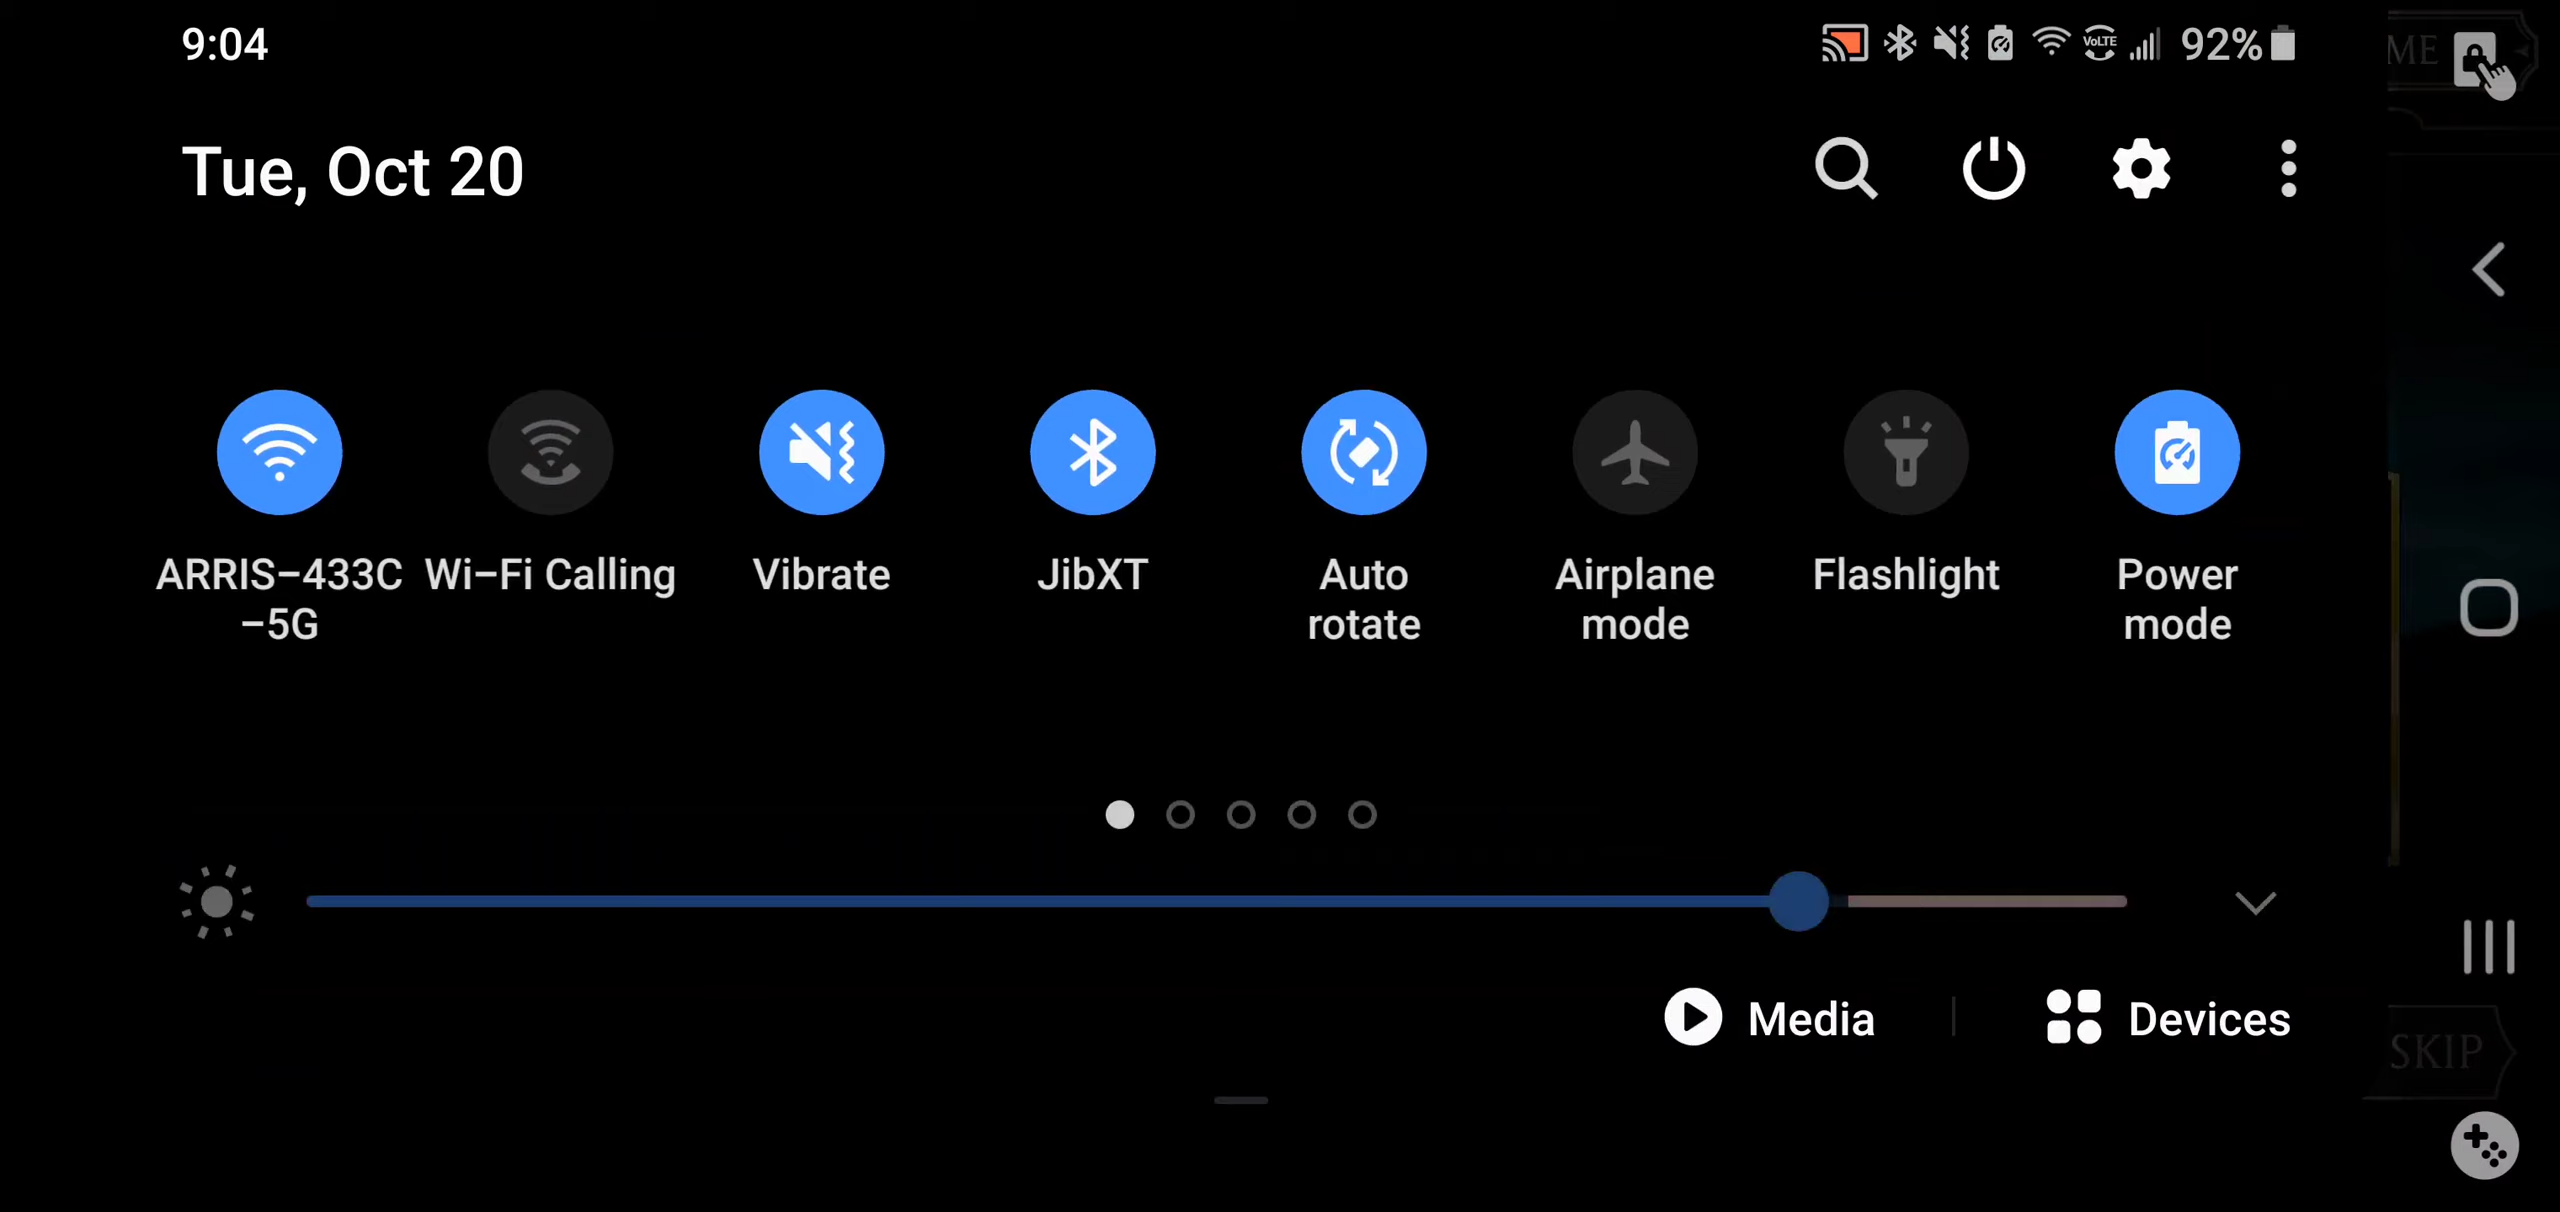 9:04
VoLTE
92%
ME
Tue, Oct 20
ARRIS-433C
-5G
Wi-Fi Calling
Vibrate
JibXT
Auto
rotate
Airplane
mode
Flashlight
Power
mode
Media
Devices
SKIP